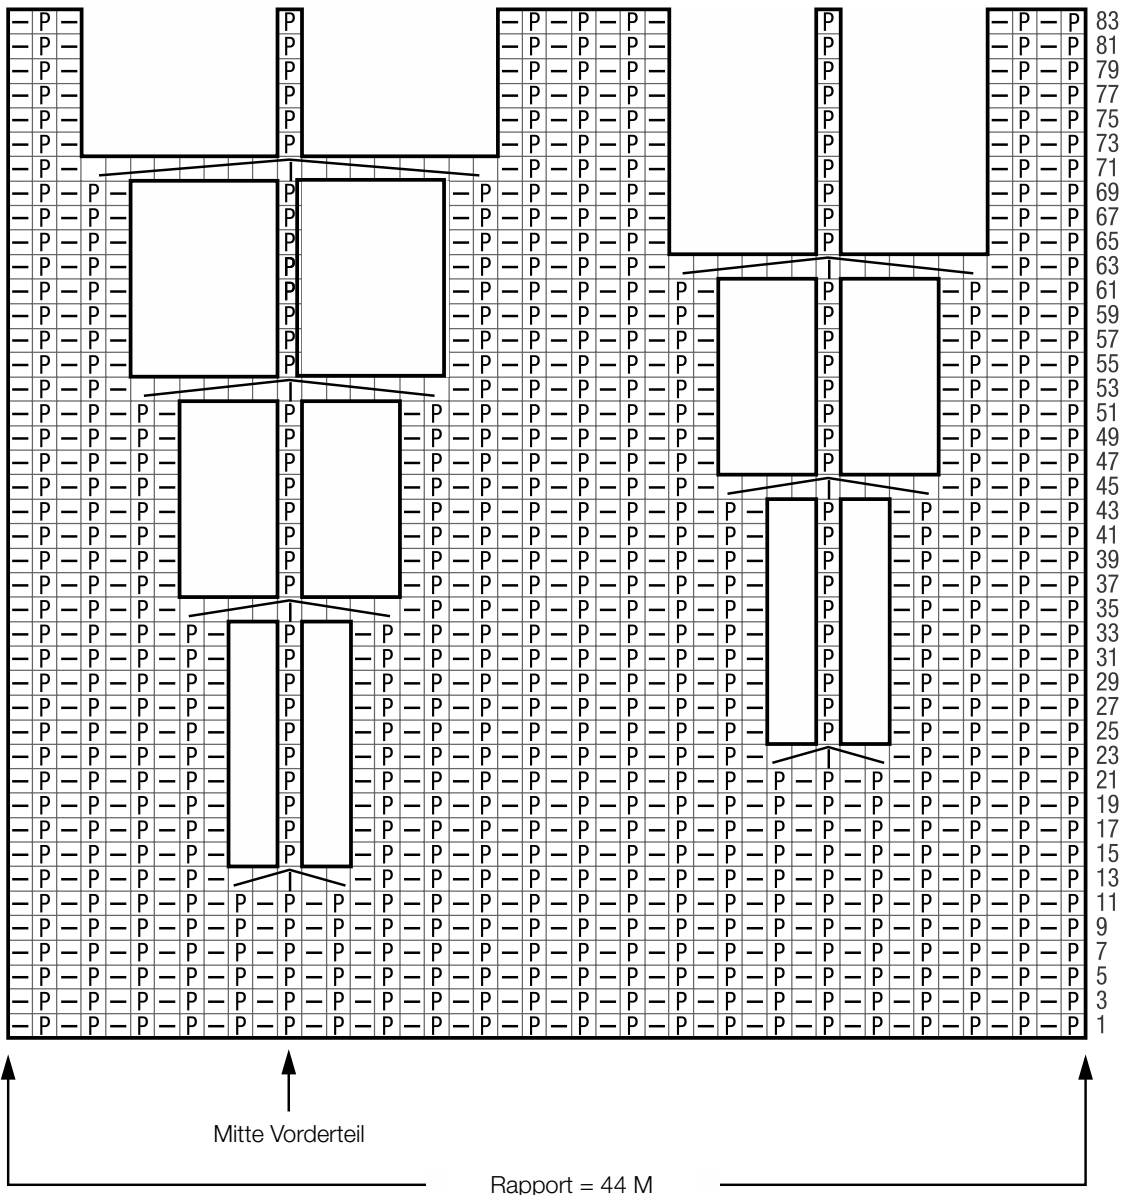 – P – P – P – P – P – P – P – P 83
– P – P – P – P – P – P – P – P 81
– P – P – P – P – P – P – P – P 79
– P – P – P – P – P – P – P – P 77
– P – P – P – P – P – P – P – P 75
– P – P – P – P – P – P – P – P 73
– P – – P – P – P – P – P – P 71
– P – P – P – P – P – P – P – P – P – P 69
– P – P – P – P – P – P – P – P – P – P 67
– P – P – P – P – P – P – P – P – P – P 65
– P – P – P – P – P – P – P – – P – P 63
– P – P – P – P – P – P – P – P – P – P – P – P 61
– P – P – P – P – P – P – P – P – P – P – P – P 59
– P – P – P – P – P – P – P – P – P – P – P – P 57
– P – P – P – P – P – P – P – P – P – P – P – P 55
– P – P – – P – P – P – P – P – P – P – P – P 53
– P – P – P – P – P – P – P – P – P – P – P – P – P – P 51
– P – P – P – P – P – P – P – P – P – P – P – P – P – P 49
– P – P – P – P – P – P – P – P – P – P – P – P – P – P 47
– P – P – P – P – P – P – P – P – P – P – – P – P – P 45
– P – P – P – P – P – P – P – P – P – P – P – P – P – P – P – P 43
– P – P – P – P – P – P – P – P – P – P – P – P – P – P – P – P 41
– P – P – P – P – P – P – P – P – P – P – P – P – P – P – P – P 39
– P – P – P – P – P – P – P – P – P – P – P – P – P – P – P – P 37
– P – P – P – – P – P – P – P – P – P – P – P – P – P – P – P 35
– P – P – P – P – P – P – P – P – P – P – P – P – P – P – P – P – P – P 33
– P – P – P – P – P – P – P – P – P – P – P – P – P – P – P – P – P – P 31
– P – P – P – P – P – P – P – P – P – P – P – P – P – P – P – P – P – P 29
– P – P – P – P – P – P – P – P – P – P – P – P – P – P – P – P – P – P 27
– P – P – P – P – P – P – P – P – P – P – P – P – P – P – P – P – P – P 25
– P – P – P – P – P – P – P – P – P – P – P – P – P – P – – P – P – P – P 23
– P – P – P – P – P – P – P – P – P – P – P – P – P – P – P – P – P – P – P – P 21
– P – P – P – P – P – P – P – P – P – P – P – P – P – P – P – P – P – P – P – P 19
– P – P – P – P – P – P – P – P – P – P – P – P – P – P – P – P – P – P – P – P 17
– P – P – P – P – P – P – P – P – P – P – P – P – P – P – P – P – P – P – P – P 15
– P – P – P – P – – P – P – P – P – P – P – P – P – P – P – P – P – P – P – P 13
– P – P – P – P – P – P – P – P – P – P – P – P – P – P – P – P – P – P – P – P – P – P 11
– P – P – P – P – P – P – P – P – P – P – P – P – P – P – P – P – P – P – P – P – P – P 9
– P – P – P – P – P – P – P – P – P – P – P – P – P – P – P – P – P – P – P – P – P – P 7
– P – P – P – P – P – P – P – P – P – P – P – P – P – P – P – P – P – P – P – P – P – P 5
– P – P – P – P – P – P – P – P – P – P – P – P – P – P – P – P – P – P – P – P – P – P 3
– P – P – P – P – P – P – P – P – P – P – P – P – P – P – P – P – P – P – P – P – P – P 1
Mitte Vorderteil
Rapport = 44 M